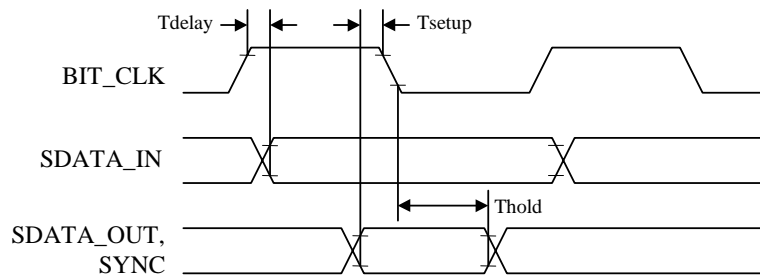 Tdelay
Tsetup
BIT_CLK
SDATA_IN
Thold
SDATA_OUT,
SYNC